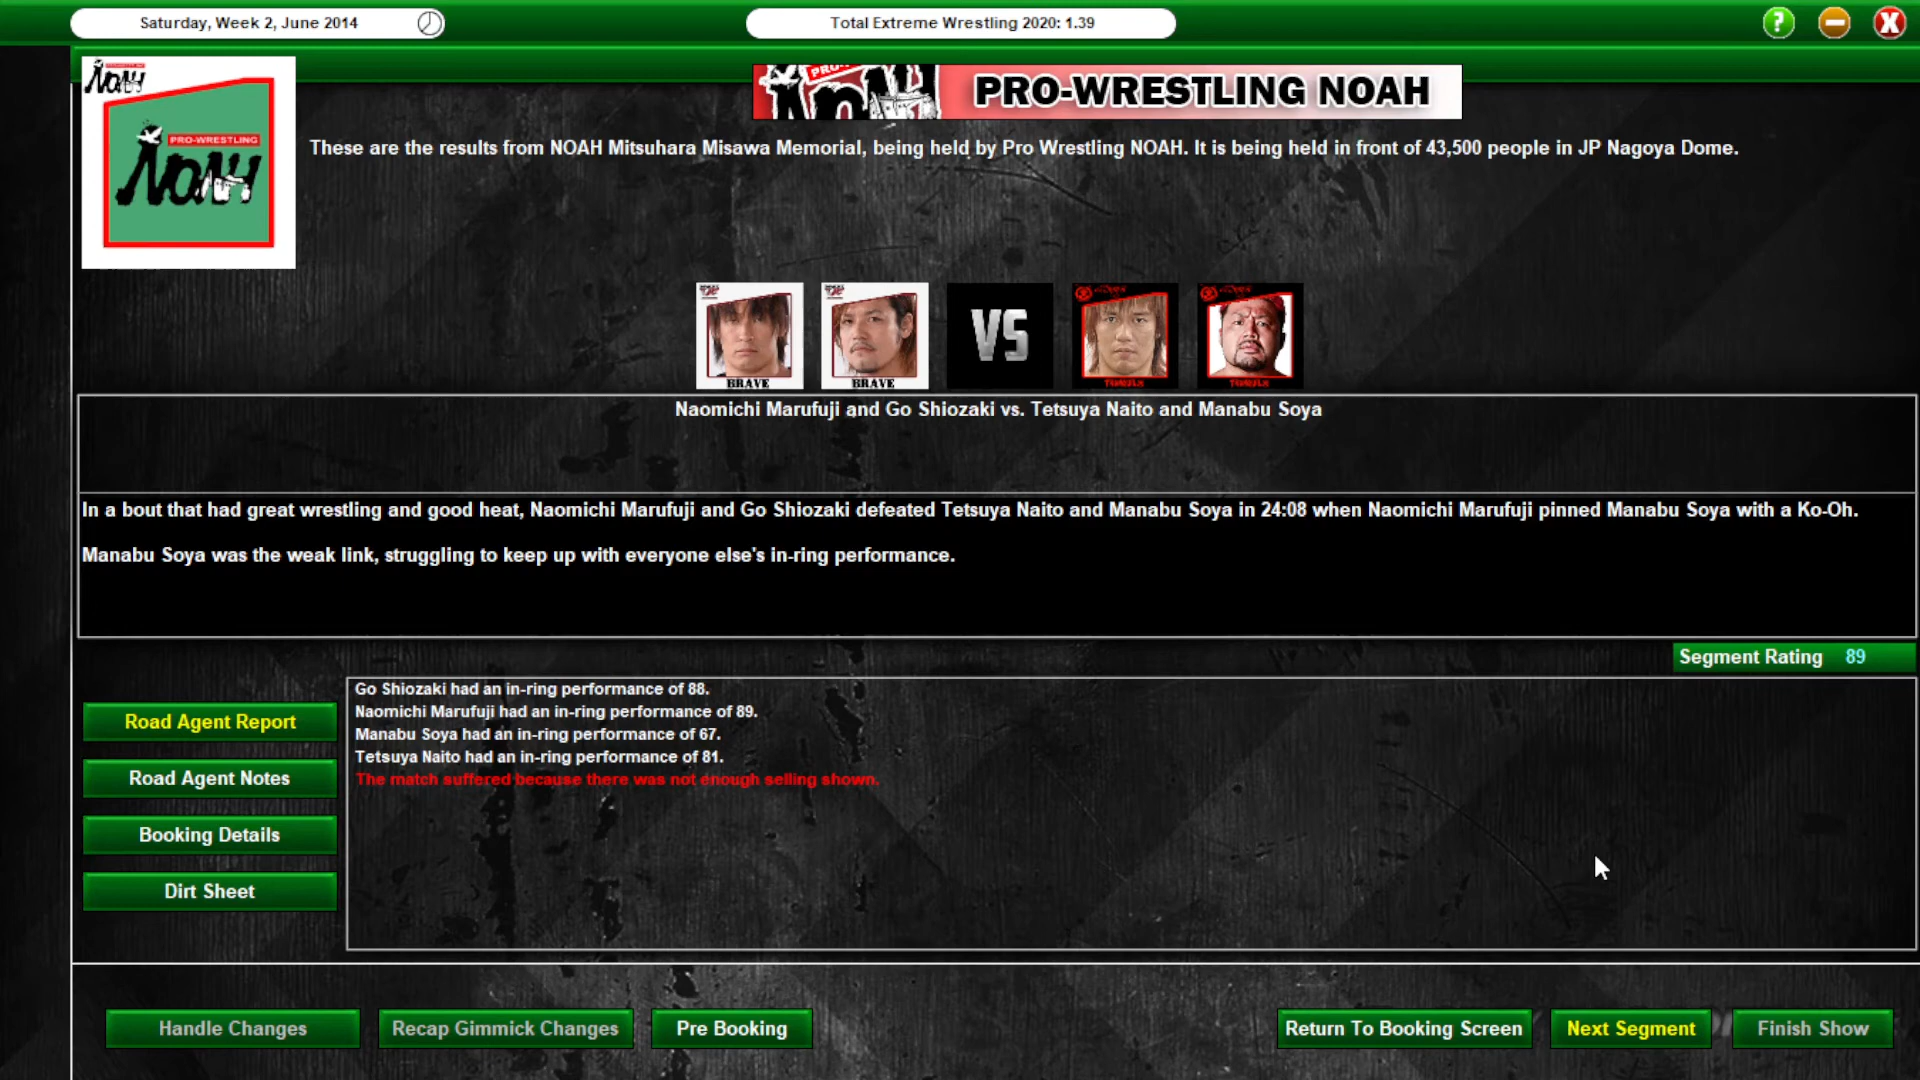 Saturday, Week 2, June 2014
Total Extreme Wrestling 2020: 1.39
NOAH
PRO-WRESTLING
NOAH
PRO-WRESTLING NOAH
These are the results from NOAH Mitsuhara Misawa Memorial, being held by Pro Wrestling NOAH. It is being held in front of 43,500 people in JP Nagoya Dome.
BRAVE
BRAVE
VS
Naomichi Marufuji and Go Shiozaki vs. Tetsuya Naito and Manabu Soya
In a bout that had great wrestling and good heat, Naomichi Marufuji and Go Shiozaki defeated Tetsuya Naito and Manabu Soya in 24:08 when Naomichi Marufuji pinned Manabu Soya with a Ko-Oh.
Manabu Soya was the weak link, struggling to keep up with everyone else's in-ring performance.
Segment Rating 89
Road Agent Report
Road Agent Notes
Booking Details
Dirt Sheet
Go Shiozaki had an in-ring performance of 88.
Naomichi Marufuji had an in-ring performance of 89.
Manabu Soya had an in-ring performance of 67.
Tetsuya Naito had an in-ring performance of 81.
The match suffered because there was not enough selling shown.
Handle Changes
Recap Gimmick Changes
Pre Booking
Return To Booking Screen
Next Segment
Finish Show